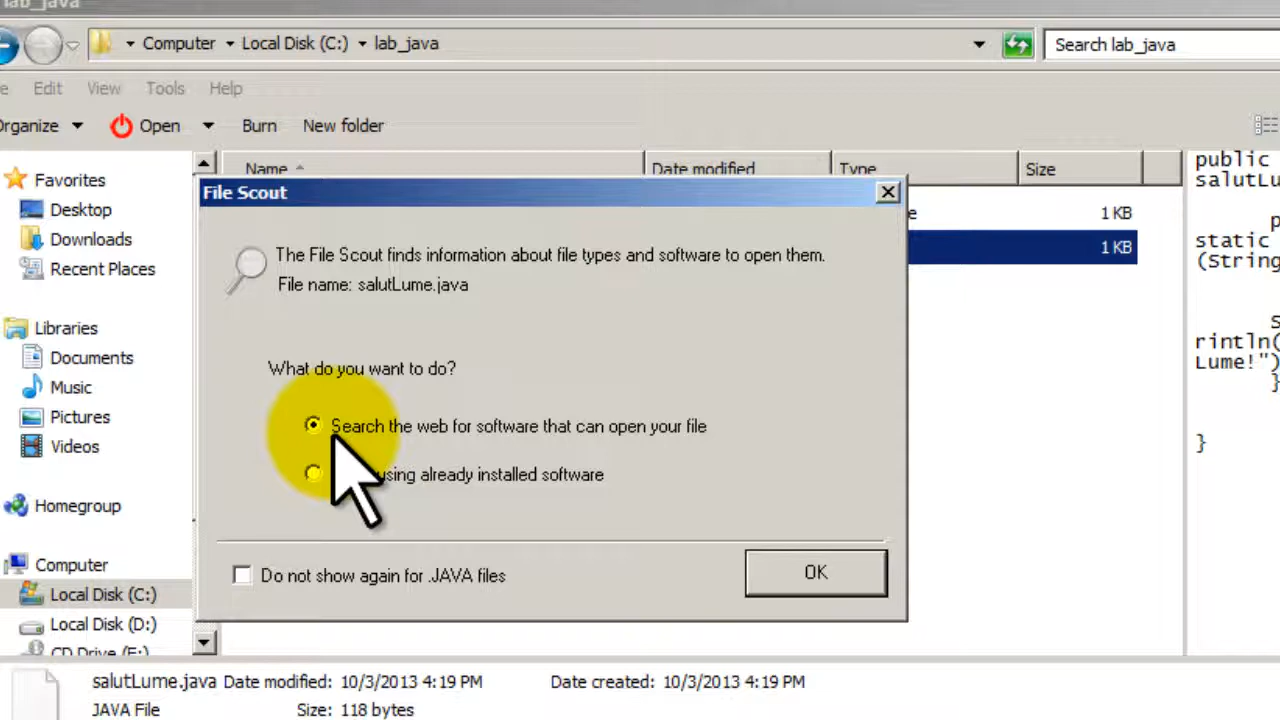 lab_java
Computer Local Disk (C:) lab_java
Search lab_java
Edit View Tools Help
Open Burn New folder
Name Date modified Type Size
public
salutLu
static
(String
rintln(
Lume!")
}
}
Favorites
Desktop
Downloads
Recent Places
Libraries
Documents
Music
Pictures
Videos
Homegroup
Computer
Local Disk (C:)
Local Disk (D:)
CD Drive (F:)
1 KB
1 KB
File Scout
The File Scout finds information about file types and software to open them.
File name: salutLume.java
What do you want to do?
Search the web for software that can open your file
using already installed software
Do not show again for .JAVA files
OK
salutLume.java Date modified: 10/3/2013 4:19 PM Date created: 10/3/2013 4:19 PM
JAVA File Size: 118 bytes